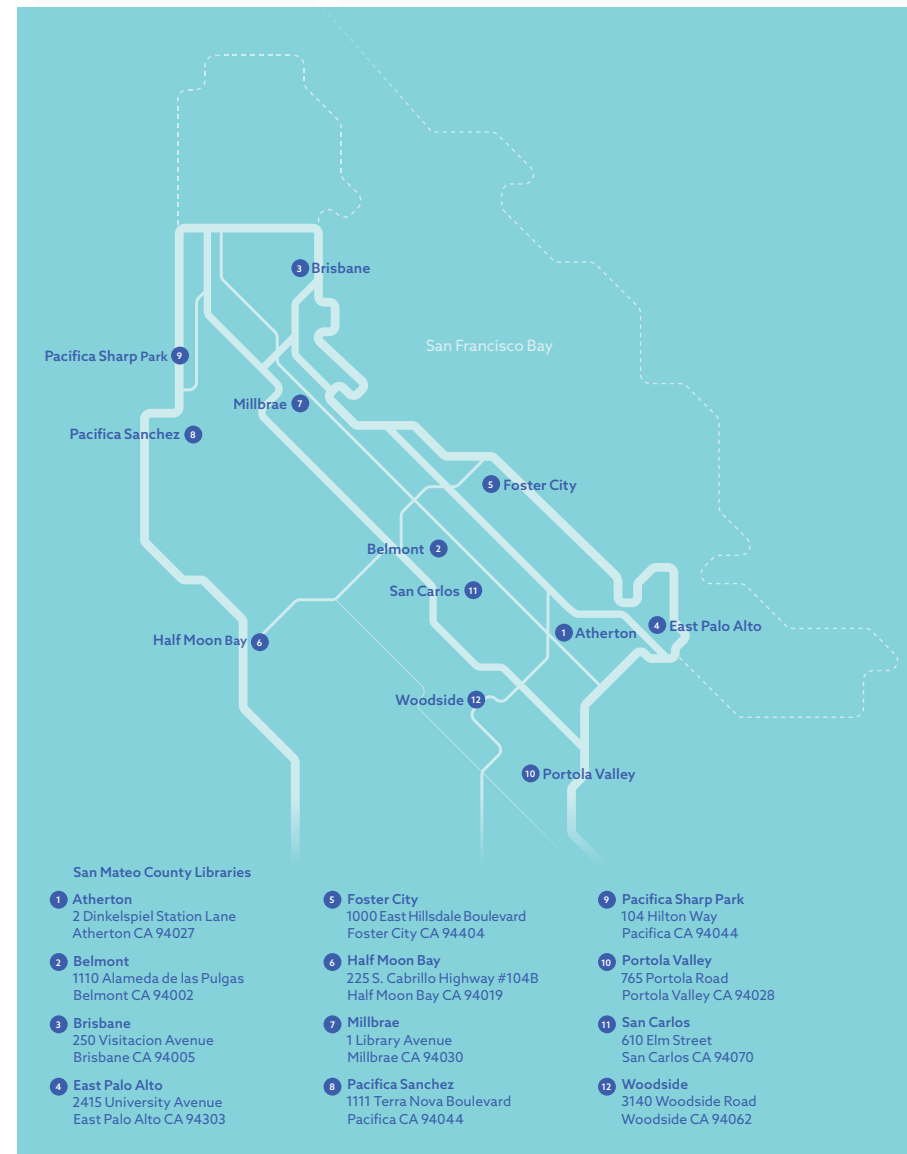 3 Brisbane
San Francisco Bay
Pacifica Sharp Park 9
Millbrae 7
Pacifica Sanchez 8
5 Foster City
Belmont 2
San Carlos 11
4 East Palo Alto
1 Atherton
Half Moon Bay 6
Woodside 12
10 Portola Valley
San Mateo County Libraries
1 Atherton
2 Dinkelspiel Station Lane
Atherton CA 94027
2 Belmont
1110 Alameda de las Pulgas
Belmont CA 94002
3 Brisbane
250 Visitacion Avenue
Brisbane CA 94005
4 East Palo Alto
2415 University Avenue
East Palo Alto CA 94303
5 Foster City
1000 East Hillsdale Boulevard
Foster City CA 94404
6 Half Moon Bay
225 S. Cabrillo Highway #104B
Half Moon Bay CA 94019
7 Millbrae
1 Library Avenue
Millbrae CA 94030
8 Pacifica Sanchez
1111 Terra Nova Boulevard
Pacifica CA 94044
9 Pacifica Sharp Park
104 Hilton Way
Pacifica CA 94044
10 Portola Valley
765 Portola Road
Portola Valley CA 94028
11 San Carlos
610 Elm Street
San Carlos CA 94070
12 Woodside
3140 Woodside Road
Woodside CA 94062